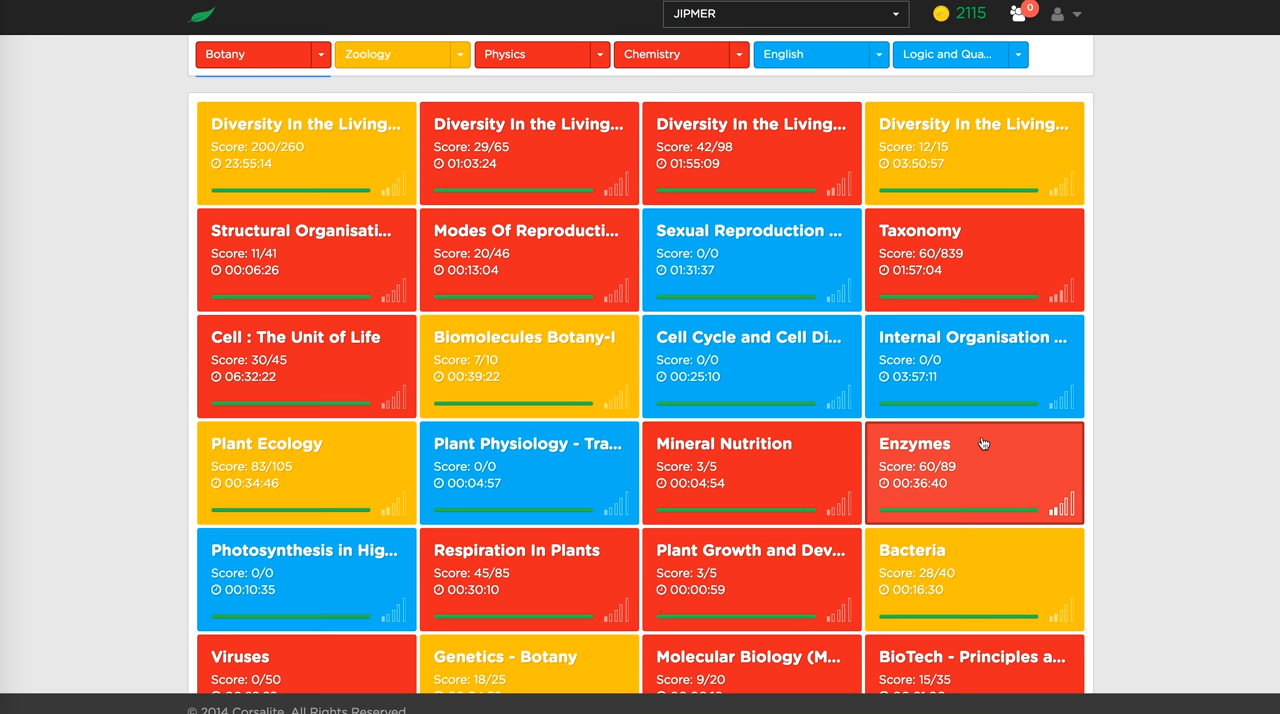 JIPMER
2115
0
Botany
Zoology
Physics
Chemistry
English
Logic and Qua...
Diversity In the Living...
Score: 200/260
23:55:14
Diversity In the Living...
Score: 29/65
01:03:24
Diversity In the Living...
Score: 42/98
01:55:09
Diversity In the Living...
Score: 12/15
03:50:57
Structural Organisati...
Score: 11/41
00:06:26
Modes Of Reproducti...
Score: 20/46
00:13:04
Sexual Reproduction ...
Score: 0/0
01:31:37
Taxonomy
Score: 60/839
01:57:04
Cell : The Unit of Life
Score: 30/45
06:32:22
Biomolecules Botany-I
Score: 7/10
00:39:22
Cell Cycle and Cell Di...
Score: 0/0
00:25:10
Internal Organisation ...
Score: 0/0
03:57:11
Plant Ecology
Score: 83/105
00:34:46
Plant Physiology - Tra...
Score: 0/0
00:04:57
Mineral Nutrition
Score: 3/5
00:04:54
Enzymes
Score: 60/89
00:36:40
Photosynthesis in Hig...
Score: 0/0
00:10:35
Respiration In Plants
Score: 45/85
00:30:10
Plant Growth and Dev...
Score: 3/5
00:00:59
Bacteria
Score: 28/40
00:16:30
Viruses
Score: 0/50
Genetics - Botany
Score: 18/25
Molecular Biology (M...
Score: 9/20
BioTech - Principles a...
Score: 15/35
© 2014 Corsalite. All Rights Reserved